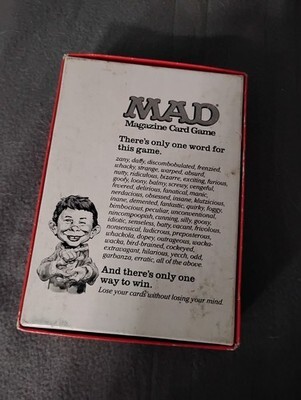 MAD
Magazine Card Game
There's only one word for
this game.
zany, daffy, discombobulated, frenzied,
whacky, strange, warped, absurd,
nutty, ridiculous, bizarre, exciting, furious,
goofy, loony, balmy, screwy, vengeful,
fevered, delirious, fanatical, manic,
nerdacious, obsessed, insane, klutzicious,
inane, demented, fantastic, quirky, foggy,
bimbocious, peculiar, unconventional,
nincompoopish, cunning, silly, goosy,
idiotic, senseless, batty, vacant, frivolous,
nonsensical, ludicrous, preposterous,
whackola, dopey, outrageous, wacka-
wacka, bird-brained, cockeyed,
extravagant, hilarious, yecch, odd,
garbanza, erratic, all of the above.
And there's only one
way to win.
Lose your cards without losing your mind.